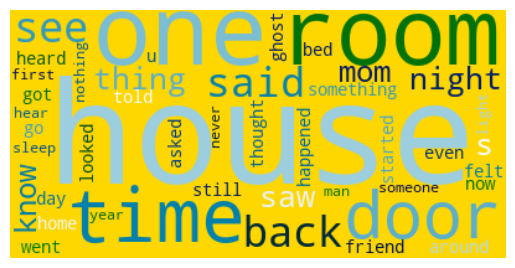 see one room
heard u ghost bed
first nothing thing said mom night
got told something
hear house light
go looked asked never thought happened started even s
sleep felt
know day time still saw man someone now
home year back door
went friend around